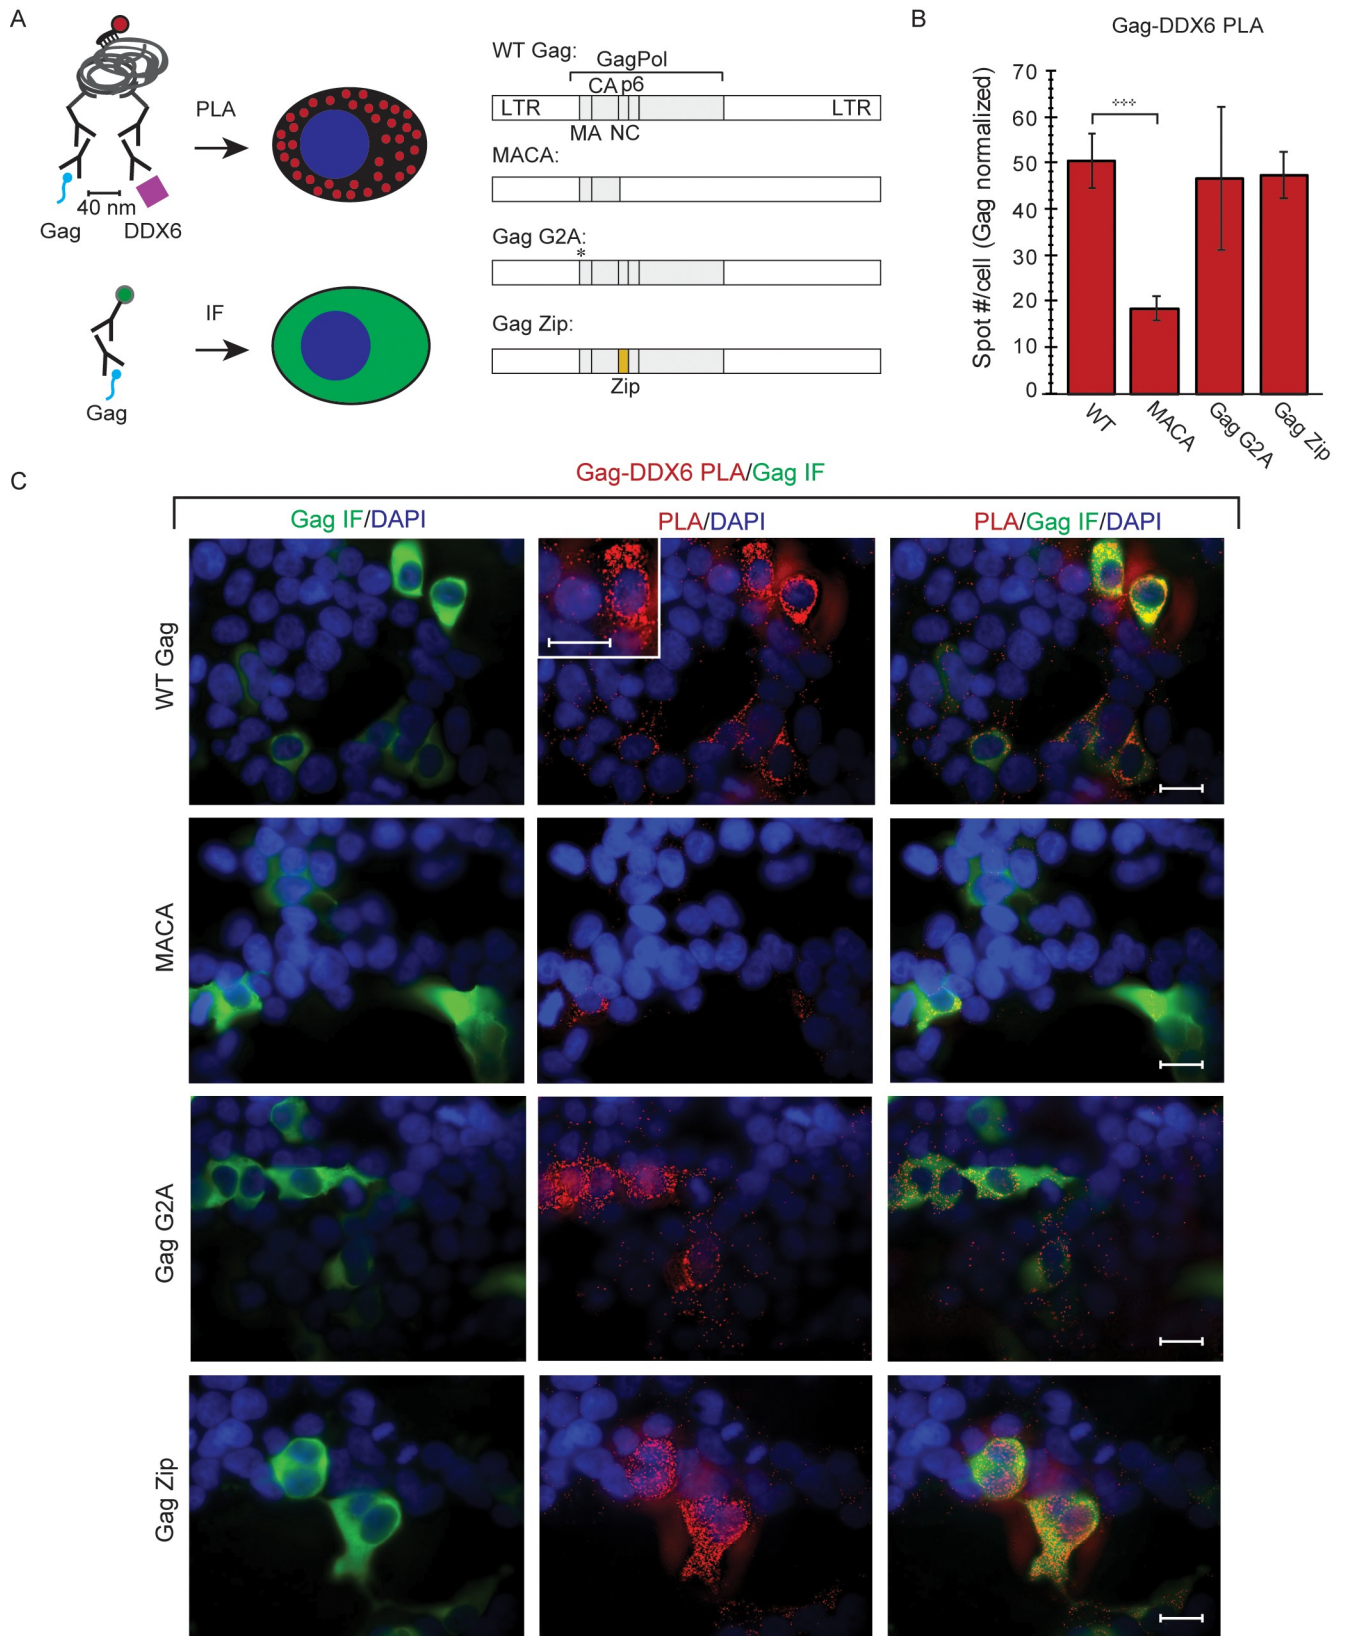 A
PLA
40 nm
Gag
DDX6
IF
Gag
WT Gag:
GagPol
CA
p6
LTR
LTR
MA
NC
MACA:
Gag G2A:
*
Gag Zip:
Zip
B
Gag-DDX6 PLA
Spot #/cell (Gag normalized)
70
60
50
40
30
20
10
0
WT
MACA
Gag G2A
Gag Zip
C
Gag-DDX6 PLA/Gag IF
Gag IF/DAPI
PLA/DAPI
PLA/Gag IF/DAPI
WT Gag
MACA
Gag G2A
Gag Zip